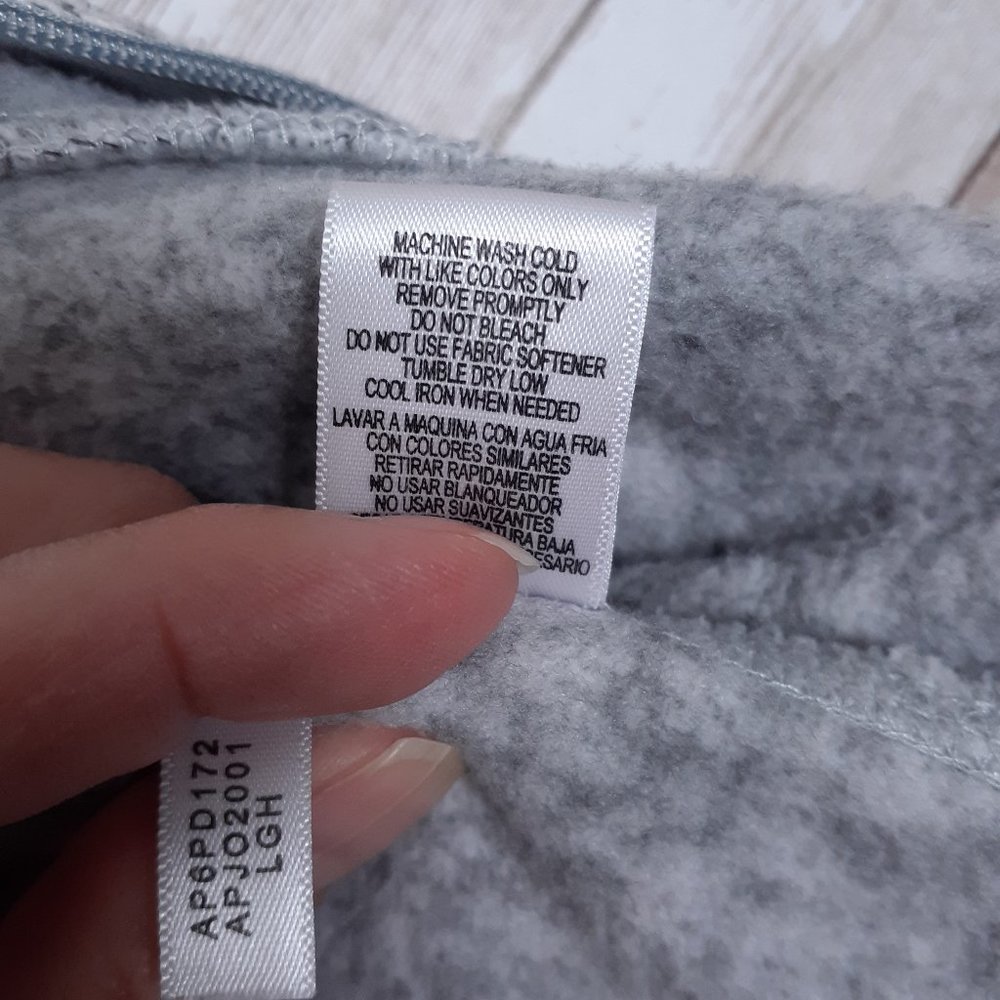 MACHINE WASH COLD
WITH LIKE COLORS ONLY
REMOVE PROMPTLY
DO NOT BLEACH
DO NOT USE FABRIC SOFTENER
TUMBLE DRY LOW
COOL IRON WHEN NEEDED
LAVAR A MAQUINA CON AGUA FRIA
CON COLORES SIMILARES
RETIRAR RAPIDAMENTE
NO USAR BLANQUEADOR
NO USAR SUAVIZANTES
BAJA
AP6PD172
APJO2001
LGH